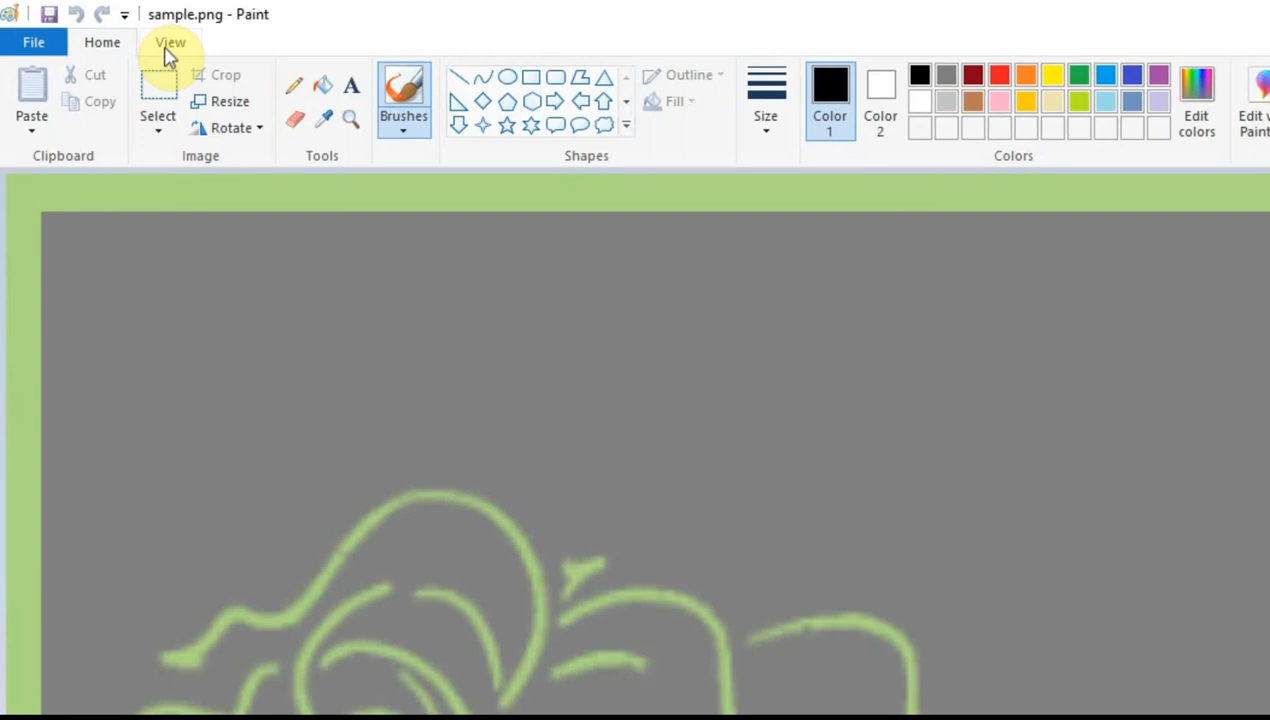 sample.png - Paint
File Home View
Paste Cut Copy Clipboard
Select Crop Resize Rotate Image
A
Tools
Brushes
Outline Fill Shapes
Size
Color 1
Color 2
Edit colors
Colors
Edit
Paint